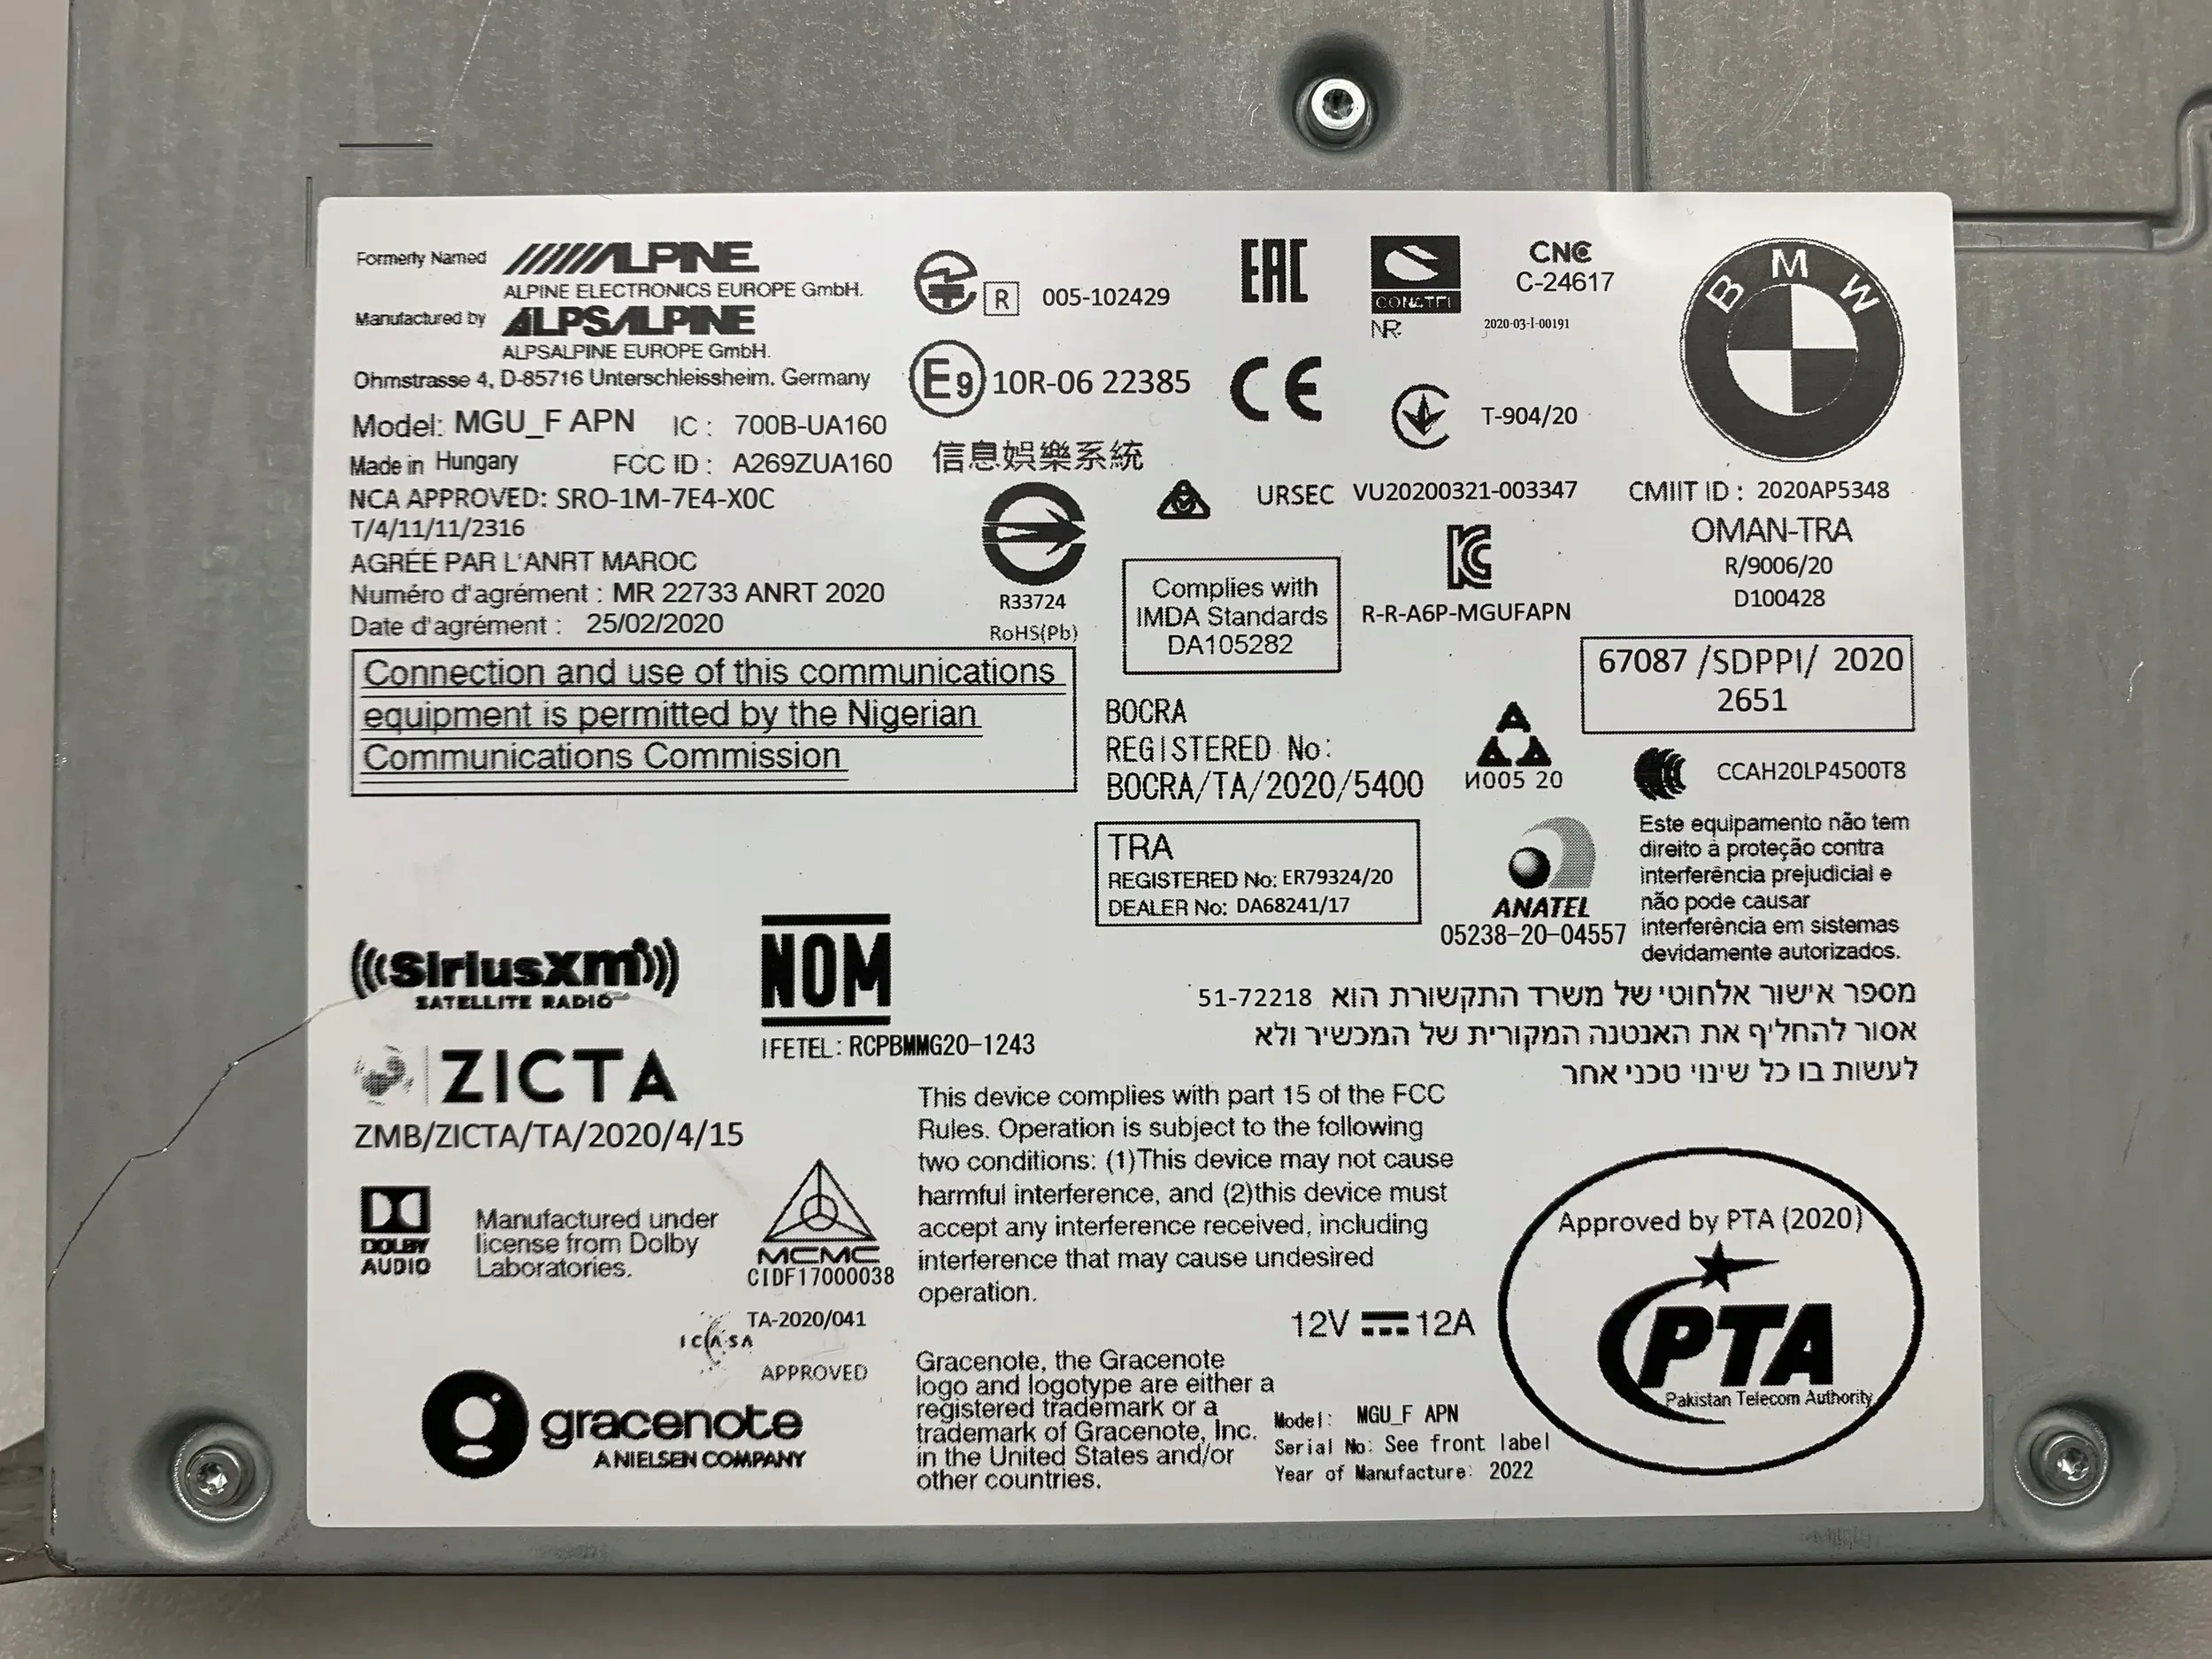 Formerly Named ALPINE
ALPINE ELECTRONICS EUROPE GmbH.
Manufactured by ALPSALPINE
ALPSALPINE EUROPE GmbH.
Ohmstrasse 4, D-85716 Unterschleissheim, Germany
Model: MGU_F APN IC : 700B-UA160
Made in Hungary FCC ID : A269ZUA160
NCA APPROVED: SRO-1M-7E4-X0C
T/4/11/11/2316
AGRÉÉ PAR L'ANRT MAROC
Numéro d'agrément : MR 22733 ANRT 2020
Date d'agrément : 25/02/2020
Connection and use of this communications
equipment is permitted by the Nigerian
Communications Commission
R 005-102429
E9 10R-06 22385
信息娛樂系統
R33724
RoHS(Pb)
EAC
CE
CONATEL
NR:
2020-03-I-00191
CNC
C-24617
T-904/20
BMW
URSEC VU20200321-003347
CMIIT ID : 2020AP5348
OMAN-TRA
R/9006/20
D100428
Complies with
IMDA Standards
DA105282
KC
R-R-A6P-MGUFAPN
67087 /SDPPI/ 2020
2651
BOCRA
REGISTERED No:
BOCRA/TA/2020/5400
И005 20
CCAH20LP4500T8
TRA
REGISTERED No: ER79324/20
DEALER No: DA68241/17
ANATEL
05238-20-04557
Este equipamento não tem
direito à proteção contra
interferência prejudicial e
não pode causar
interferência em sistemas
devidamente autorizados.
מספר אישור אלחוטי של משרד התקשורת הוא 51-72218
אסור להחליף את האנטנה המקורית של המכשיר ולא
לעשות בו כל שינוי טכני אחר
SiriusXM
SATELLITE RADIO
NOM
IFETEL: RCPBMMG20-1243
ZICTA
ZMB/ZICTA/TA/2020/4/15
DOLBY
AUDIO
Manufactured under
license from Dolby
Laboratories.
MCMC
CIDF17000038
ICASA
TA-2020/041
APPROVED
gracenote
A NIELSEN COMPANY
This device complies with part 15 of the FCC
Rules. Operation is subject to the following
two conditions: (1)This device may not cause
harmful interference, and (2)this device must
accept any interference received, including
interference that may cause undesired
operation.
12V 12A
Gracenote, the Gracenote
logo and logotype are either a
registered trademark or a
trademark of Gracenote, Inc.
in the United States and/or
other countries.
Model: MGU_F APN
Serial No: See front label
Year of Manufacture: 2022
Approved by PTA (2020)
PTA
Pakistan Telecom Authority